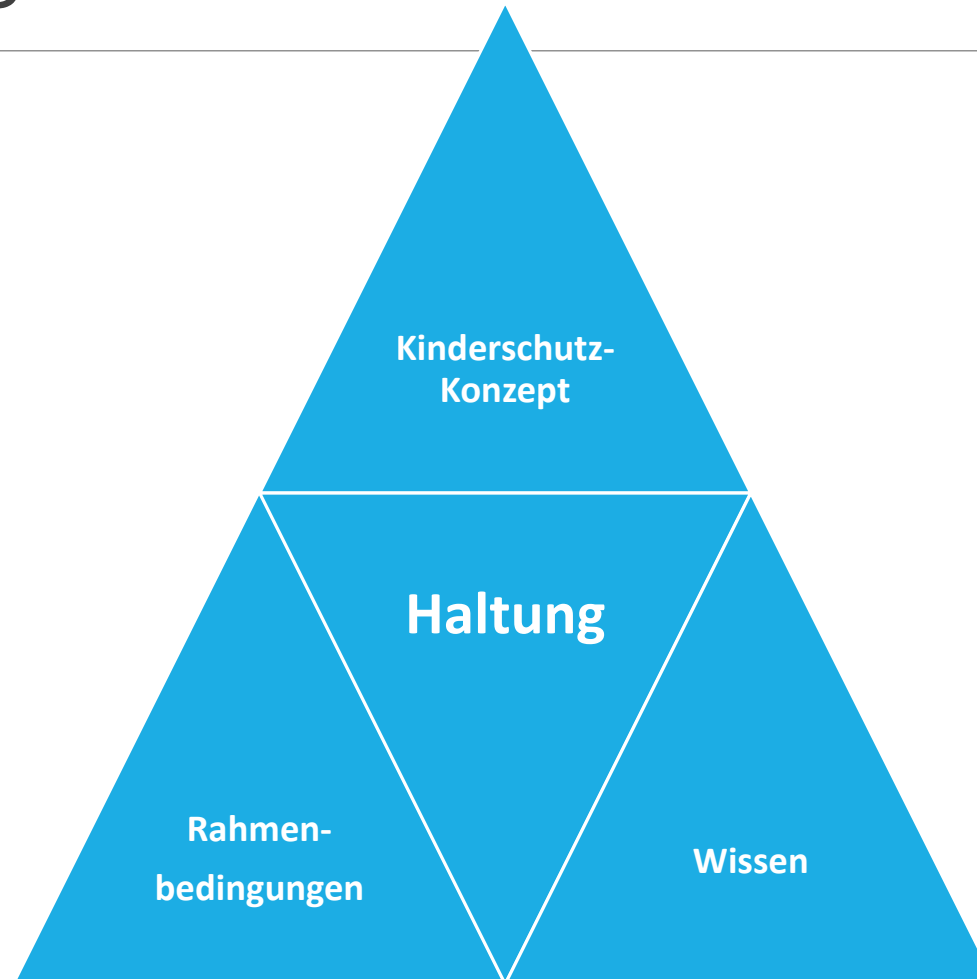 Kinderschutz-
Konzept
Haltung
Rahmen-
bedingungen
Wissen